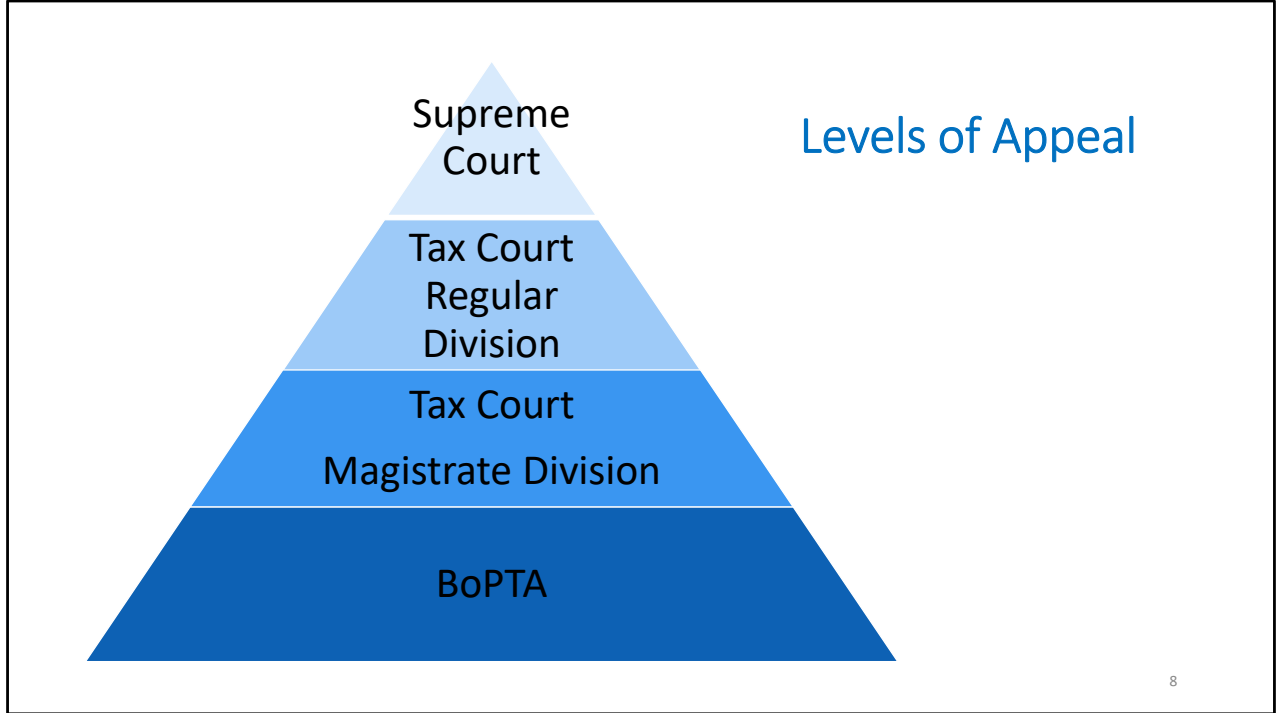 Levels of Appeal
Supreme
Court
Tax Court
Regular
Division
Tax Court
Magistrate Division
BoPTA
8